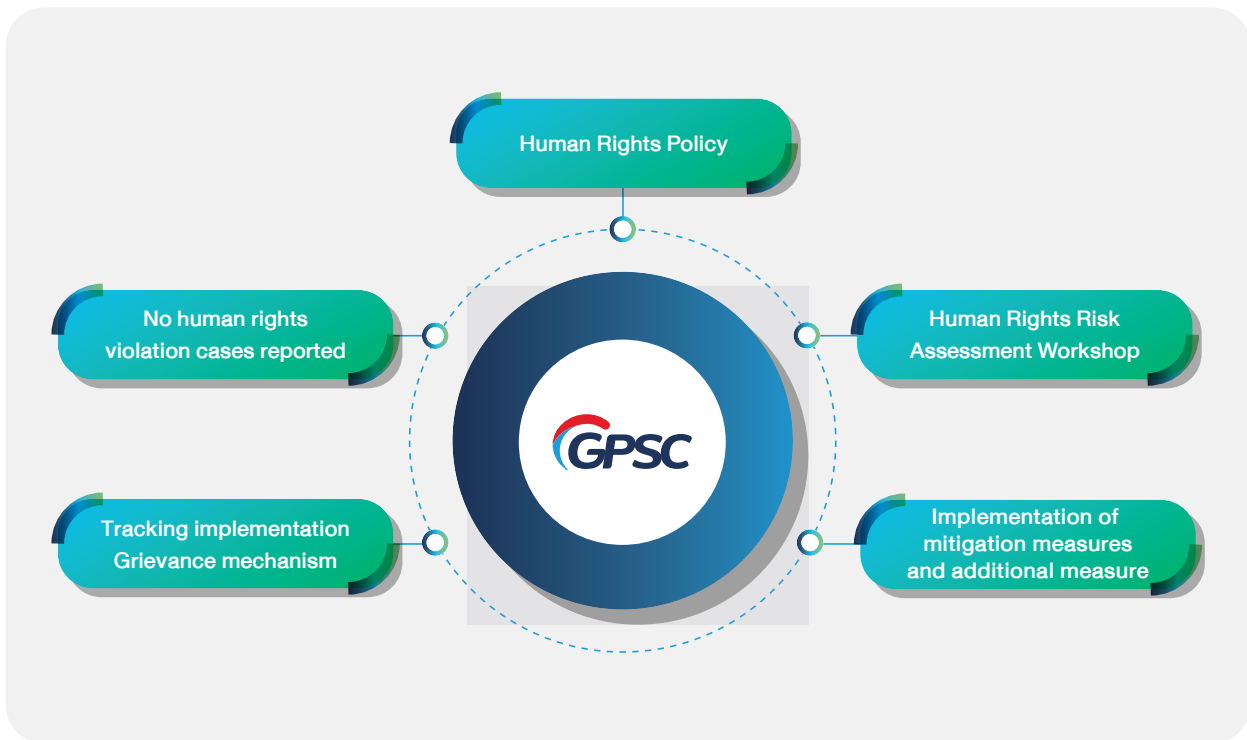 Human Rights Policy
No human rights
violation cases reported
Human Rights Risk
Assessment Workshop
GPSC
Tracking implementation
Grievance mechanism
Implementation of
mitigation measures
and additional measure